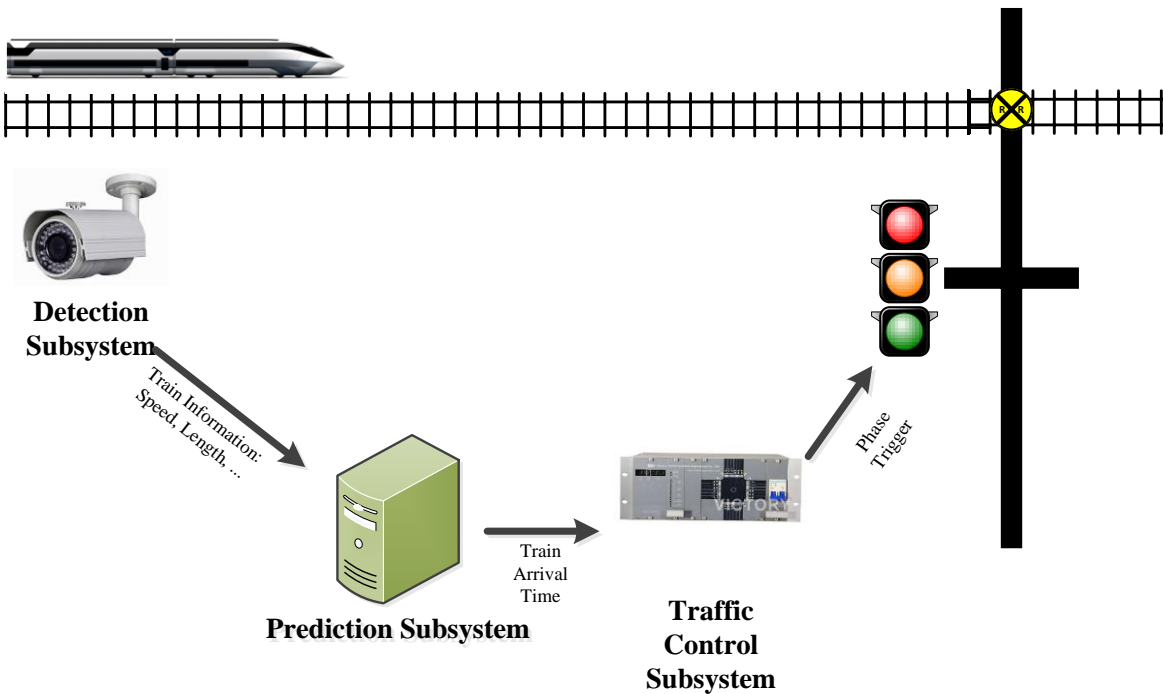 R R
Detection
Subsystem
Train Information:
Speed, Length, ...
Phase
Trigger
VICTORY
Train
Arrival
Time
Prediction Subsystem
Traffic
Control
Subsystem